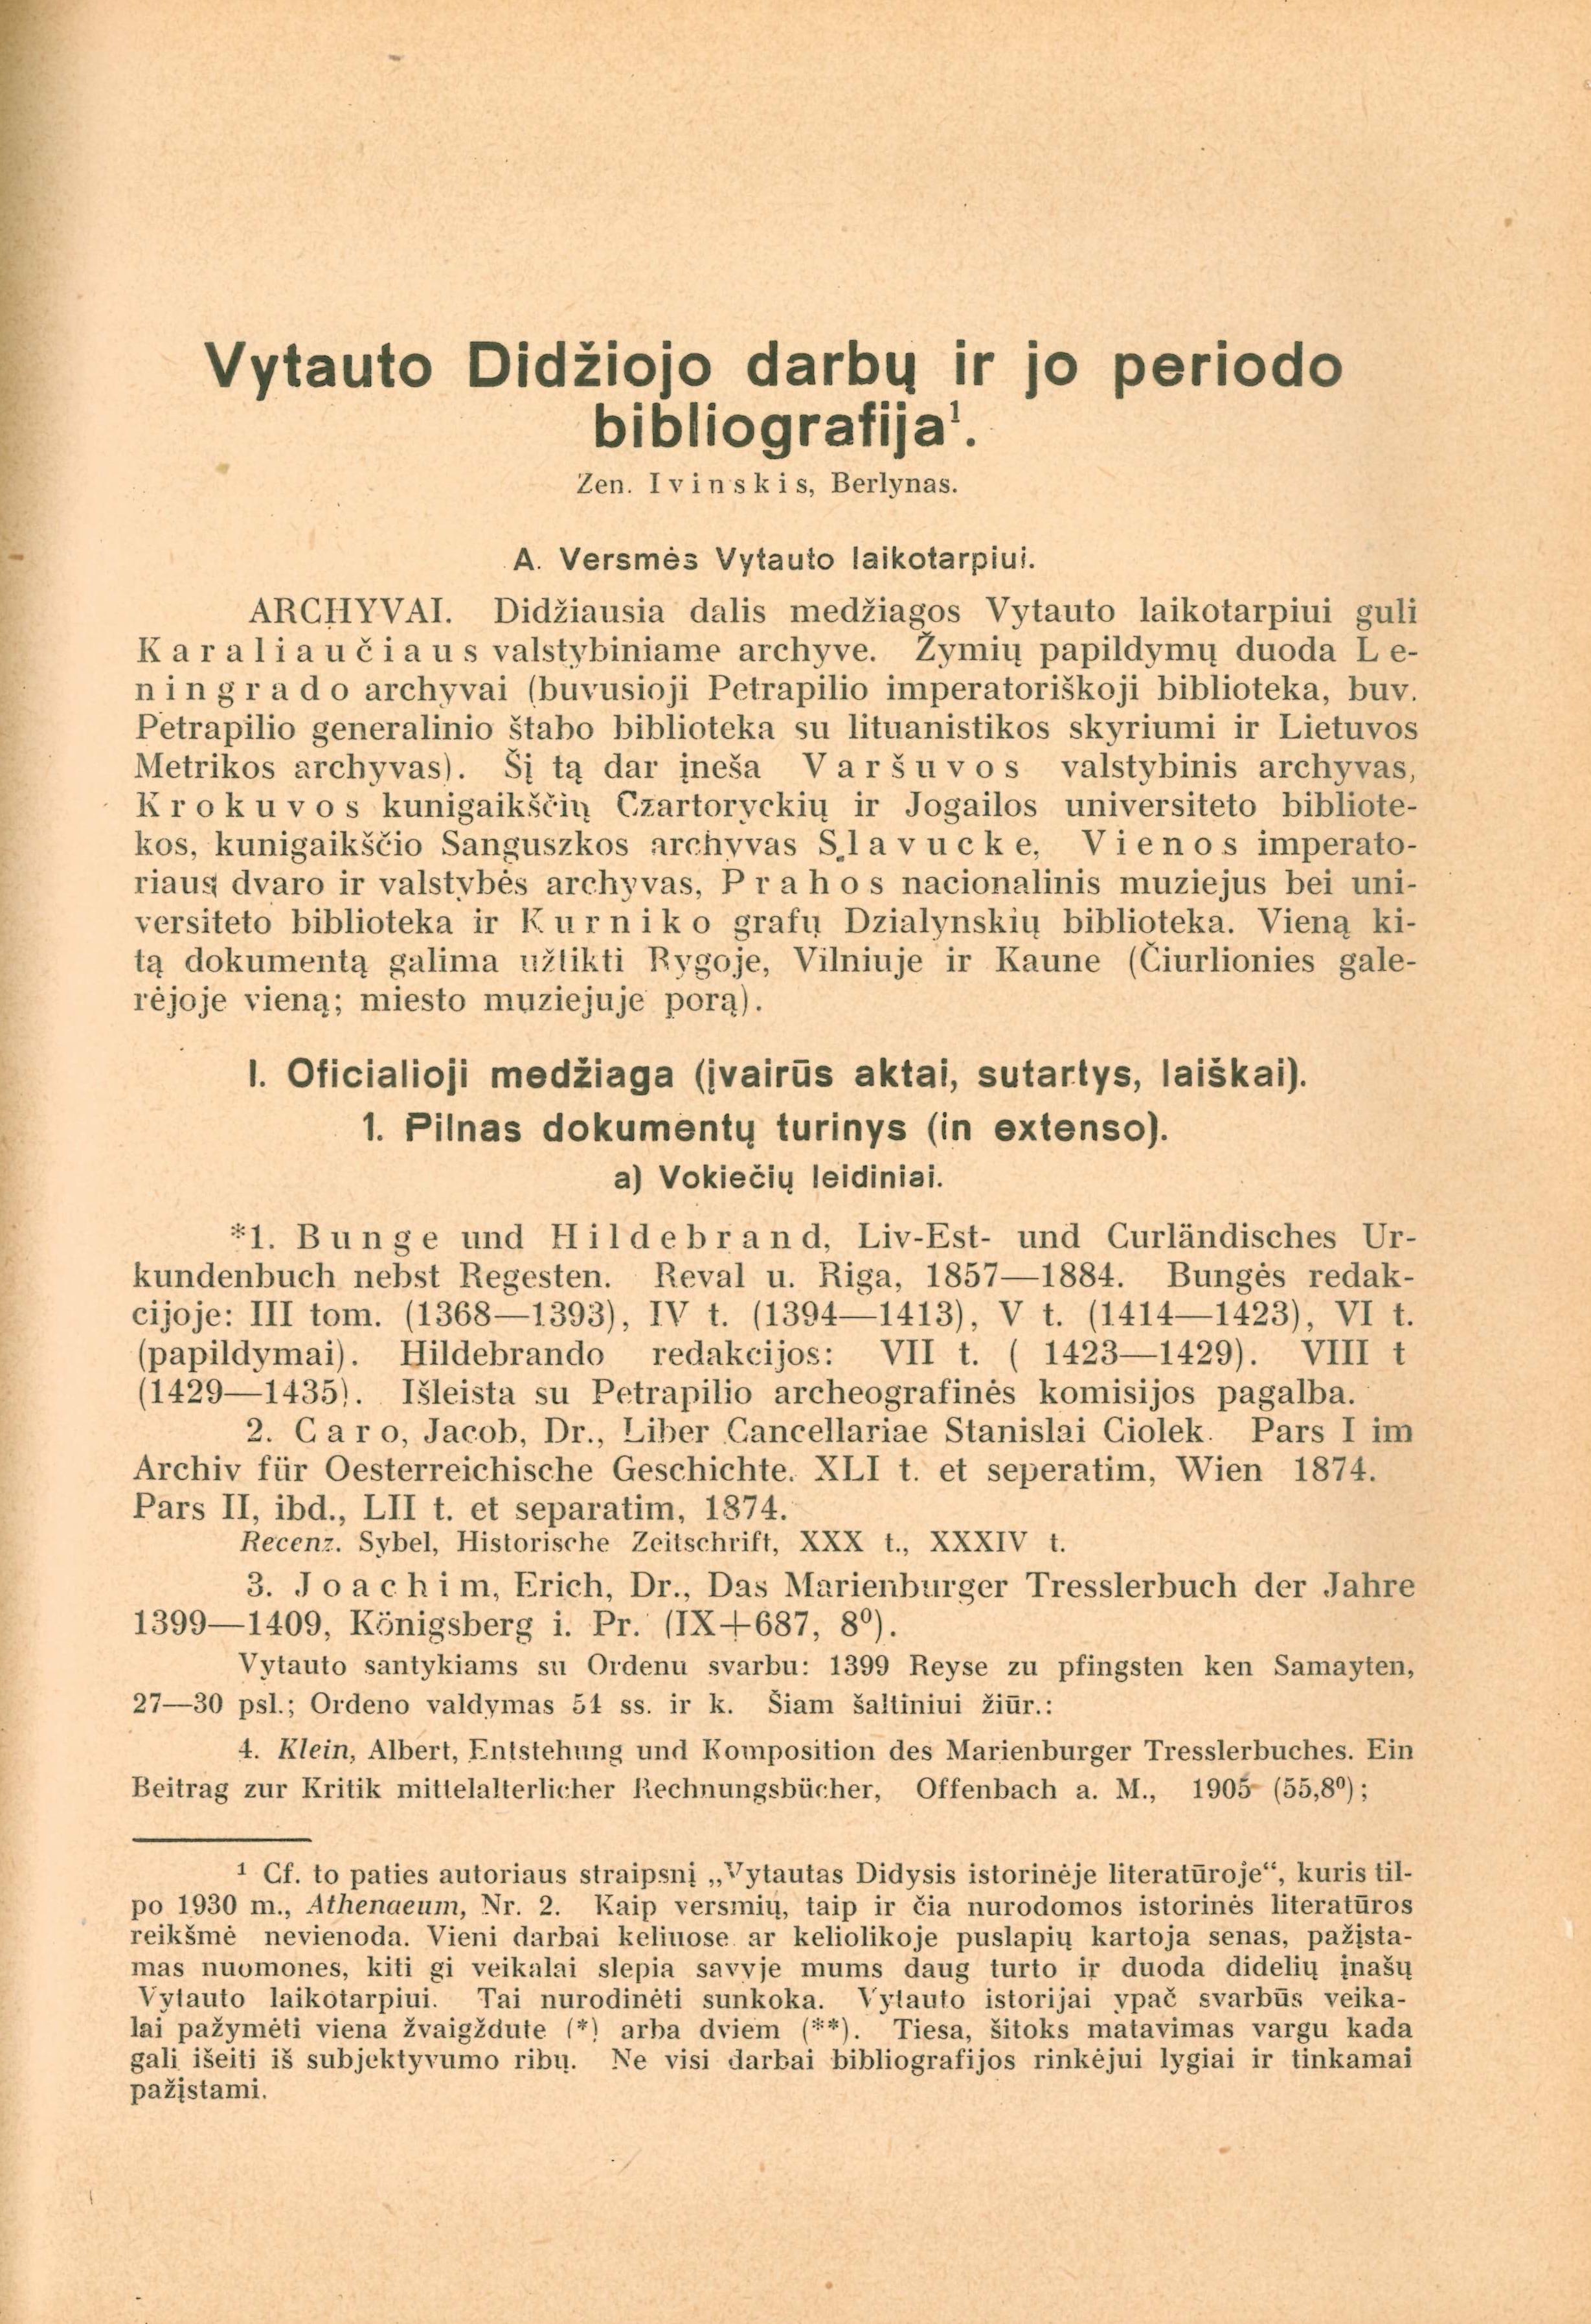 Vytauto Didžiojo darbų ir jo periodo
bibliografija¹.
Zen. Ivinskis, Berlynas.
A. Versmės Vytauto laikotarpiui.
ARCHYVAI. Didžiausia dalis medžiagos Vytauto laikotarpiui guli
Karaliaučiaus valstybiniame archyve. Žymių papildymų duoda Le-
ningrado archyvai (buvusioji Petrapilio imperatoriškoji biblioteka, buv.
Petrapilio generalinio štabo biblioteka su lituanistikos skyriumi ir Lietuvos
Metrikos archyvas). Šį tą dar įneša Varšuvos valstybinis archyvas,
Krokuvos kunigaikščių Czartoryckių ir Jogailos universiteto bibliote-
kos, kunigaikščio Sanguszkos archyvas Slavucke, Vienos imperato-
riaus dvaro ir valstybės archyvas, Prahos nacionalinis muziejus bei uni-
versiteto biblioteka ir Kurniko grafų Dzialynskių biblioteka. Vieną ki-
tą dokumentą galima užtikti Rygoje, Vilniuje ir Kaune (Čiurlionies gale-
rėjoje vieną; miesto muziejuje porą).
I. Oficialioji medžiaga (įvairūs aktai, sutartys, laiškai).
1. Pilnas dokumentų turinys (in extenso).
a) Vokiečių leidiniai.
*1. Bunge und Hildebrand, Liv-Est- und Curländisches Ur-
kundenbuch nebst Regesten. Reval u. Riga, 1857—1884. Bungės redak-
cijoje: III tom. (1368—1393), IV t. (1394—1413), V t. (1414—1423), VI t.
(papildymai). Hildebrando redakcijos: VII t. ( 1423—1429). VIII t
(1429—1435). Išleista su Petrapilio archeografinės komisijos pagalba.
2. Caro, Jacob, Dr., Liber Cancellariae Stanislai Ciolek. Pars I im
Archiv für Oesterreichische Geschichte. XLI t. et seperatim, Wien 1874.
Pars II, ibd., LII t. et separatim, 1874.
Recenz. Sybel, Historische Zeitschrift, XXX t., XXXIV t.
3. Joachim, Erich, Dr., Das Marienburger Tresslerbuch der Jahre
1399—1409, Königsberg i. Pr. (IX+687, 8⁰).
Vytauto santykiams su Ordenu svarbu: 1399 Reyse zu pfingsten ken Samayten,
27—30 psl.; Ordeno valdymas 51 ss. ir k. Šiam šaltiniui žiūr.:
4. Klein, Albert, Entstehung und Komposition des Marienburger Tresslerbuches. Ein
Beitrag zur Kritik mittelalterlicher Rechnungsbücher, Offenbach a. M., 1905 (55,8⁰);
¹ Cf. to paties autoriaus straipsnį „Vytautas Didysis istorinėje literatūroje“, kuris til-
po 1930 m., Athenaeum, Nr. 2. Kaip versmių, taip ir čia nurodomos istorinės literatūros
reikšmė nevienoda. Vieni darbai keliuose ar keliolikoje puslapių kartoja senas, pažįsta-
mas nuomones, kiti gi veikalai slepia savyje mums daug turto ir duoda didelių įnašų
Vytauto laikotarpiui. Tai nurodinėti sunkoka. Vytauto istorijai ypač svarbūs veika-
lai pažymėti viena žvaigždute (*) arba dviem (**). Tiesa, šitoks matavimas vargu kada
gali išeiti iš subjektyvumo ribų. Ne visi darbai bibliografijos rinkėjui lygiai ir tinkamai
pažįstami.